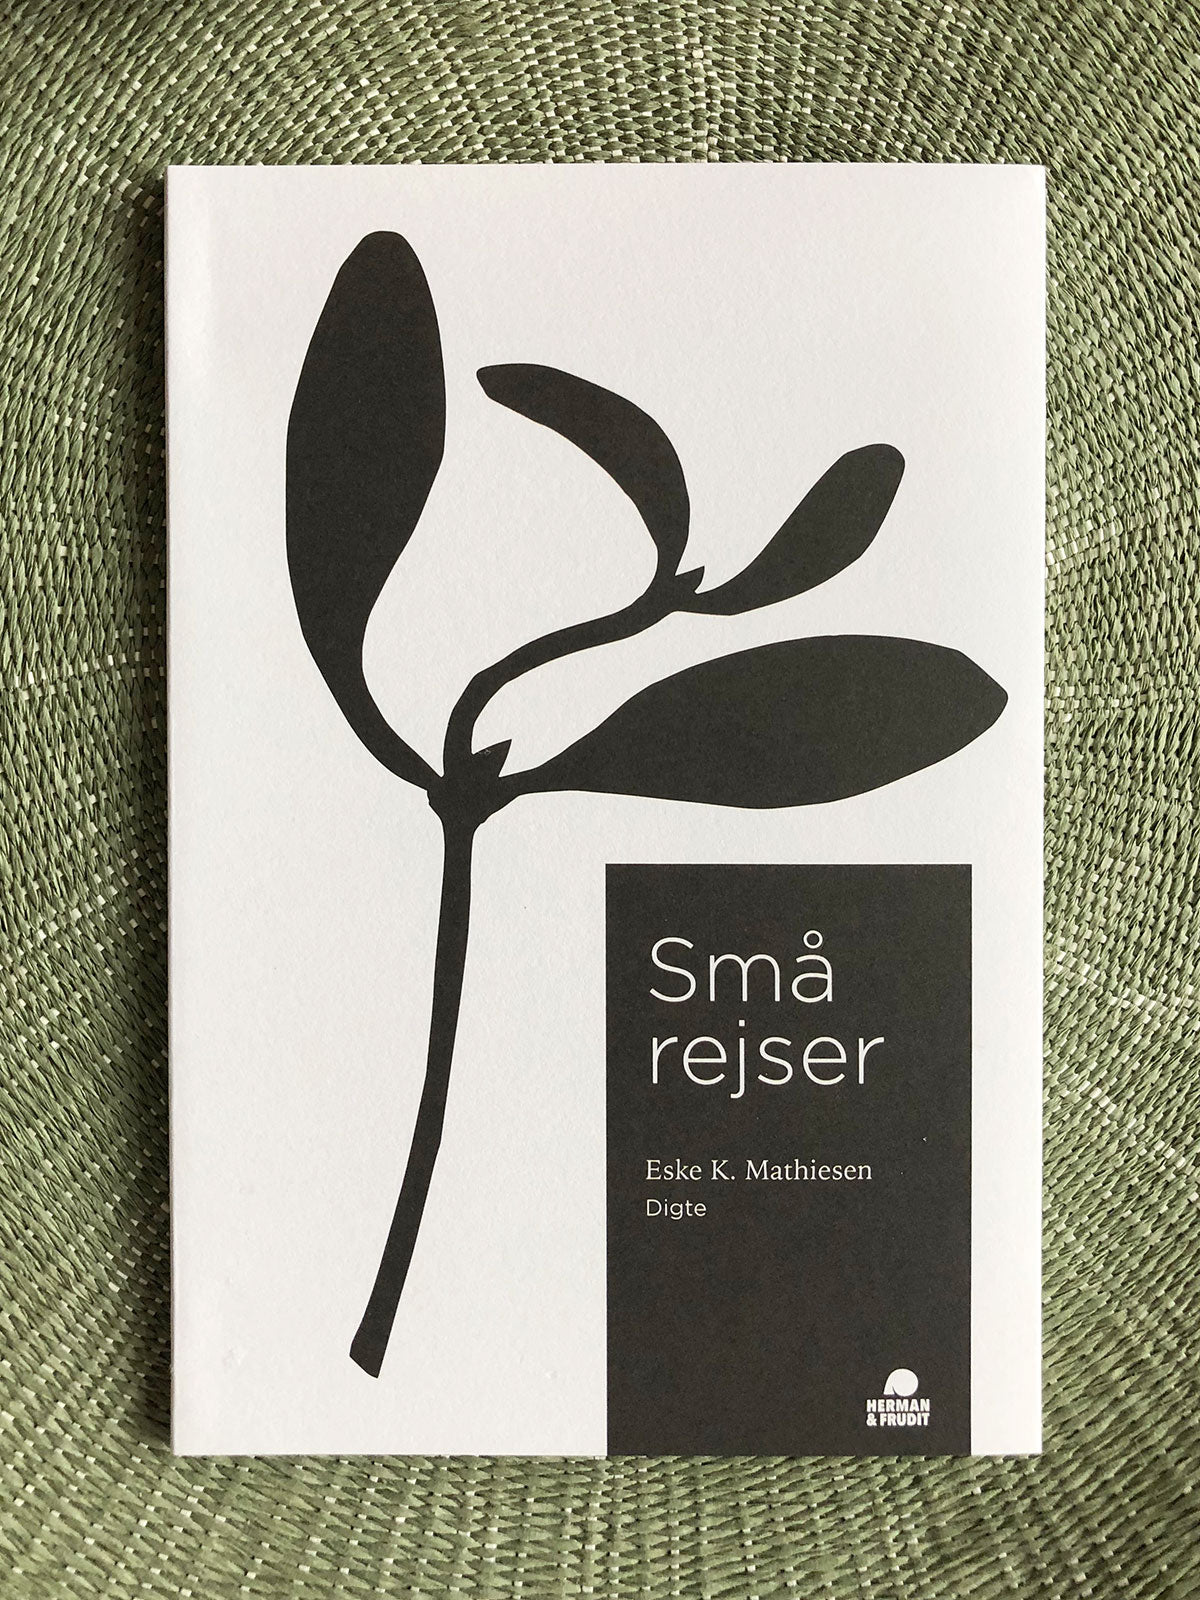 Små
rejser
Eske K. Mathiesen
Digte
HERMAN
& FRUDIT